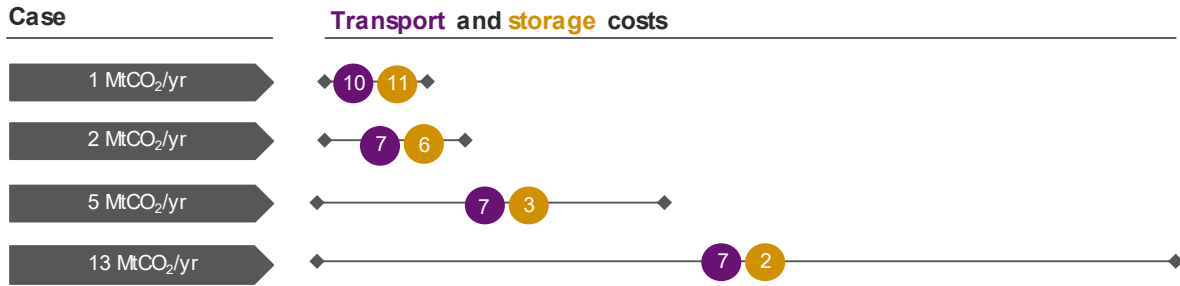 Case
Transport and storage costs
1 MtCO₂/yr
10 11
2 MtCO₂/yr
7 6
5 MtCO₂/yr
7 3
13 MtCO₂/yr
7 2